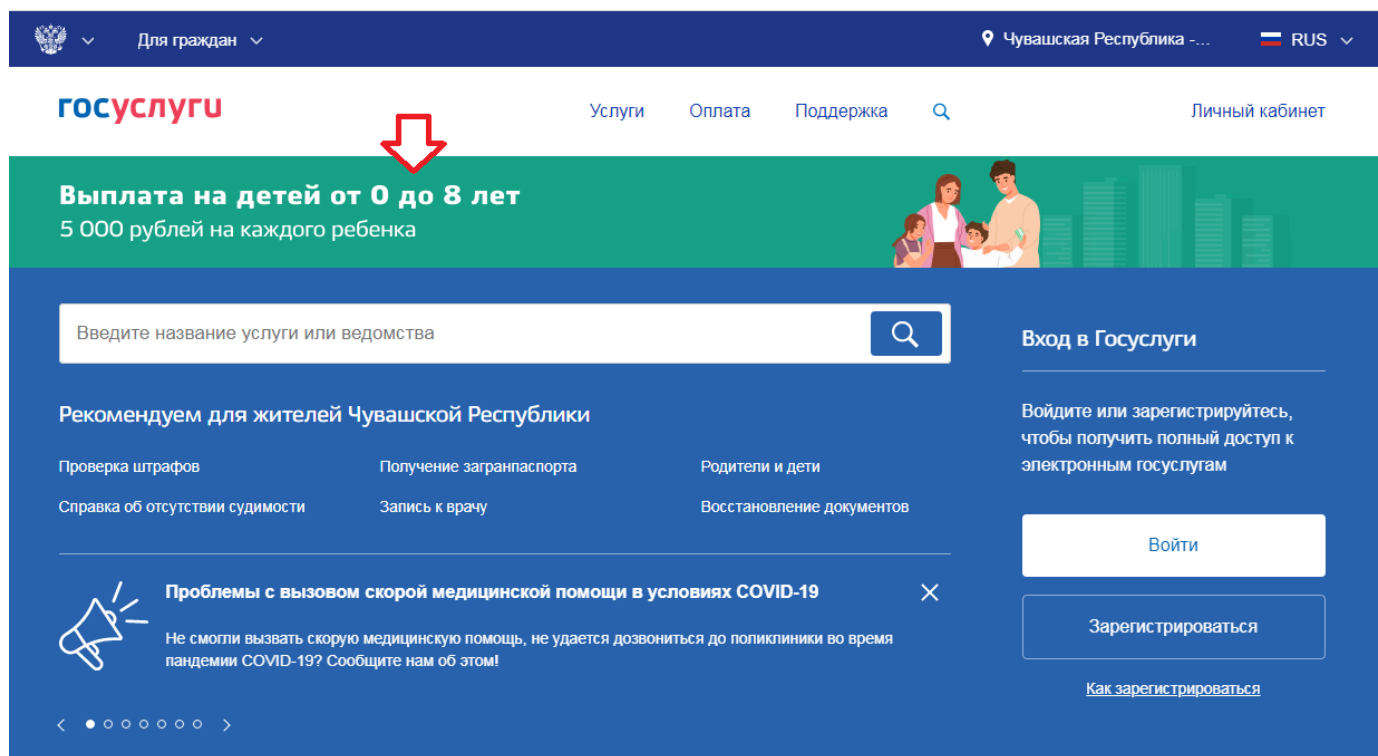 Для граждан
Чувашская Республика -...
RUS
госуслуги
Услуги
Оплата
Поддержка
Личный кабинет
Выплата на детей от 0 до 8 лет
5 000 рублей на каждого ребенка
Введите название услуги или ведомства
Рекомендуем для жителей Чувашской Республики
Проверка штрафов
Получение загранпаспорта
Родители и дети
Справка об отсутствии судимости
Запись к врачу
Восстановление документов
Проблемы с вызовом скорой медицинской помощи в условиях COVID-19
Не смогли вызвать скорую медицинскую помощь, не удается дозвониться до поликлиники во время
пандемии COVID-19? Сообщите нам об этом!
Вход в Госуслуги
Войдите или зарегистрируйтесь,
чтобы получить полный доступ к
электронным госуслугам
Войти
Зарегистрироваться
Как зарегистрироваться